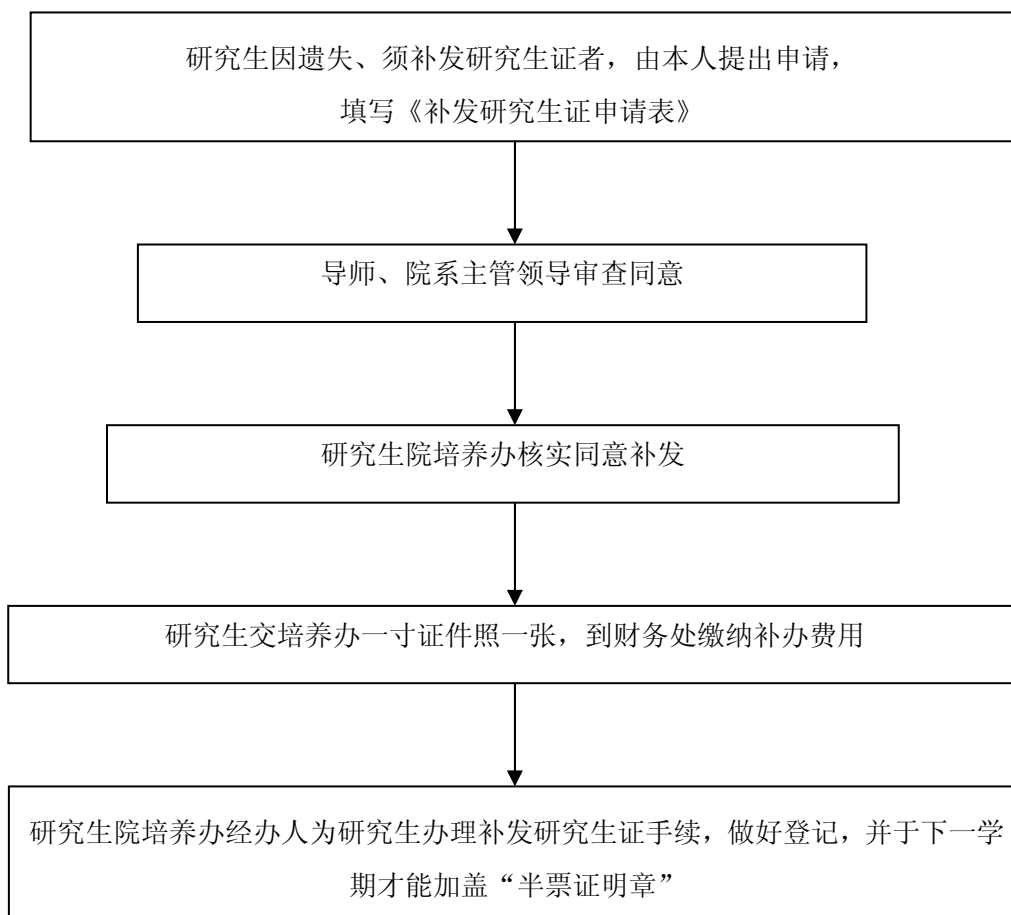 研究生因遗失、须补发研究生证者，由本人提出申请，
填写《补发研究生证申请表》
导师、院系主管领导审查同意
研究生院培养办核实同意补发
研究生交培养办一寸证件照一张，到财务处缴纳补办费用
研究生院培养办经办人为研究生办理补发研究生证手续，做好登记，并于下一学
期才能加盖“半票证明章”